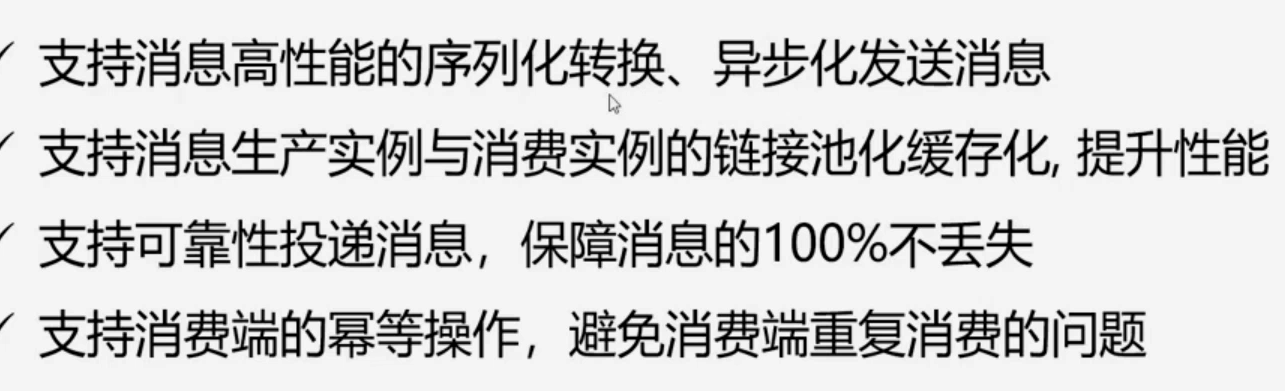 ✓ 支持消息高性能的序列化转换、异步化发送消息
✓ 支持消息生产实例与消费实例的链接池化缓存化, 提升性能
✓ 支持可靠性投递消息，保障消息的100%不丢失
✓ 支持消费端的幂等操作，避免消费端重复消费的问题